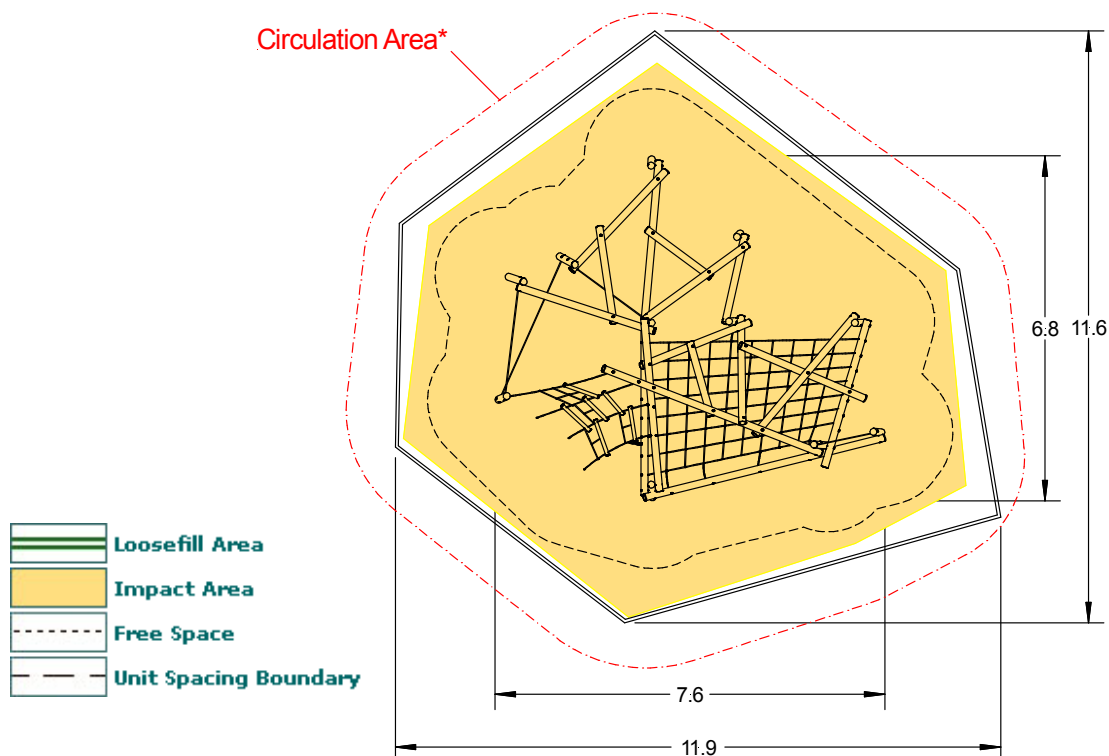 Circulation Area*
6.8
11.6
Loosefill Area
Impact Area
Free Space
Unit Spacing Boundary
7.6
11.9